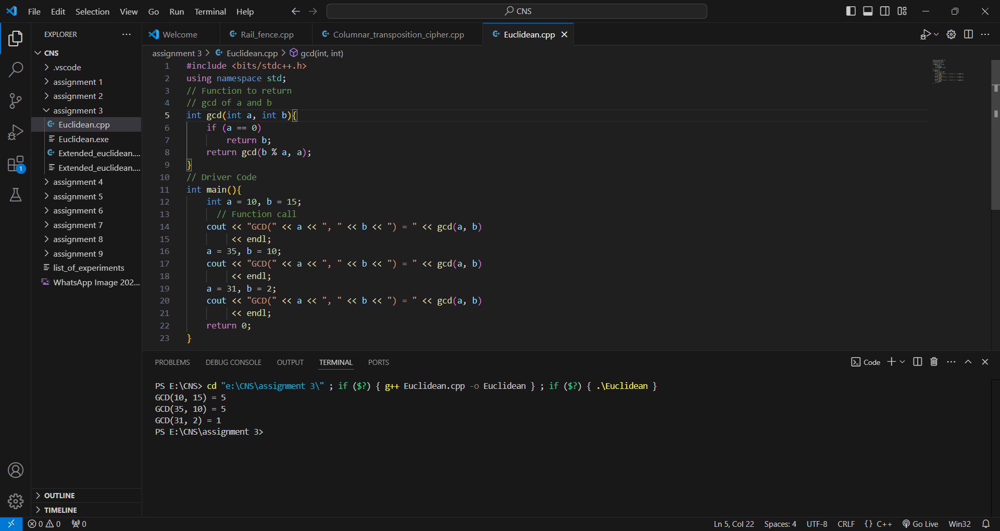 File Edit Selection View Go Run Terminal Help
CNS
EXPLORER
Welcome
Rail_fence.cpp
Columnar_transposition_cipher.cpp
Euclidean.cpp
CNS
.vscode
assignment 1
assignment 2
assignment 3
Euclidean.cpp
Euclidean.exe
Extended_euclidean....
Extended_euclidean....
assignment 4
assignment 5
assignment 6
assignment 7
assignment 8
assignment 9
list_of_experiments
WhatsApp Image 202...
1
OUTLINE
TIMELINE
assignment 3 > Euclidean.cpp > gcd(int, int)
1 #include <bits/stdc++.h>
2 using namespace std;
3 // Function to return
4 // gcd of a and b
5 int gcd(int a, int b){
6 if (a == 0)
7 return b;
8 return gcd(b % a, a);
9 }
10 // Driver Code
11 int main(){
12 int a = 10, b = 15;
13 // Function call
14 cout << "GCD(" << a << ", " << b << ") = " << gcd(a, b)
15 << endl;
16 a = 35, b = 10;
17 cout << "GCD(" << a << ", " << b << ") = " << gcd(a, b)
18 << endl;
19 a = 31, b = 2;
20 cout << "GCD(" << a << ", " << b << ") = " << gcd(a, b)
21 << endl;
22 return 0;
23 }
PROBLEMS DEBUG CONSOLE OUTPUT TERMINAL PORTS
Code
PS E:\CNS> cd "e:\CNS\assignment 3\" ; if ($?) { g++ Euclidean.cpp -o Euclidean } ; if ($?) { .\Euclidean }
GCD(10, 15) = 5
GCD(35, 10) = 5
GCD(31, 2) = 1
PS E:\CNS\assignment 3>
0 0 0
Ln 5, Col 22 Spaces: 4 UTF-8 CRLF {} C++ Go Live Win32